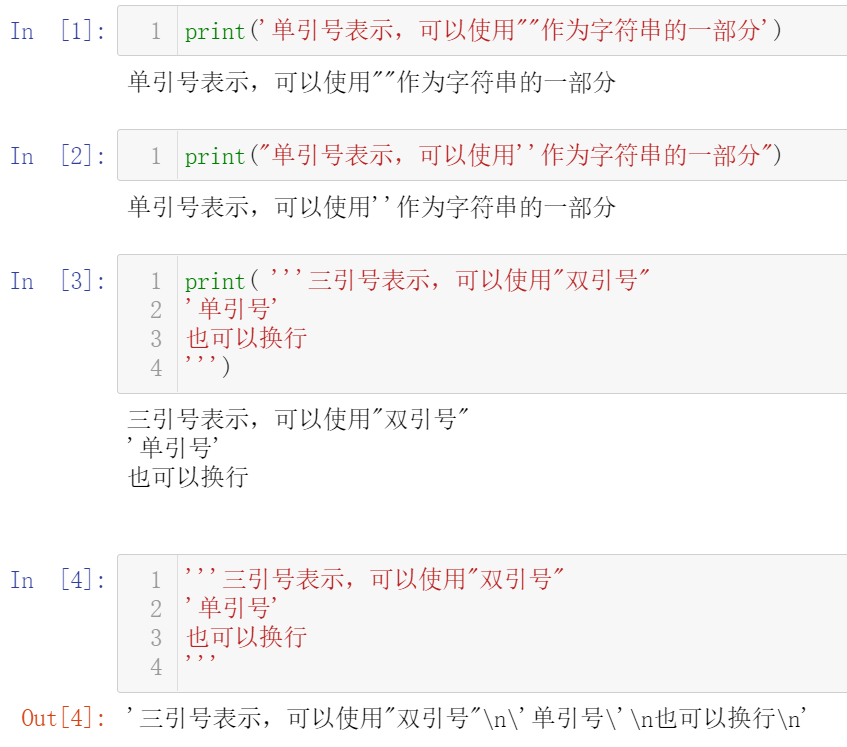 In [1]: 1 print('单引号表示，可以使用""作为字符串的一部分')
单引号表示，可以使用""作为字符串的一部分
In [2]: 1 print("单引号表示，可以使用''作为字符串的一部分")
单引号表示，可以使用''作为字符串的一部分
In [3]: 1 print( '''三引号表示，可以使用"双引号"
2 '单引号'
3 也可以换行
4 ''')
三引号表示，可以使用"双引号"
'单引号'
也可以换行
In [4]: 1 '''三引号表示，可以使用"双引号"
2 '单引号'
3 也可以换行
4 '''
Out[4]: '三引号表示，可以使用"双引号"\n\'单引号\'\n也可以换行\n'